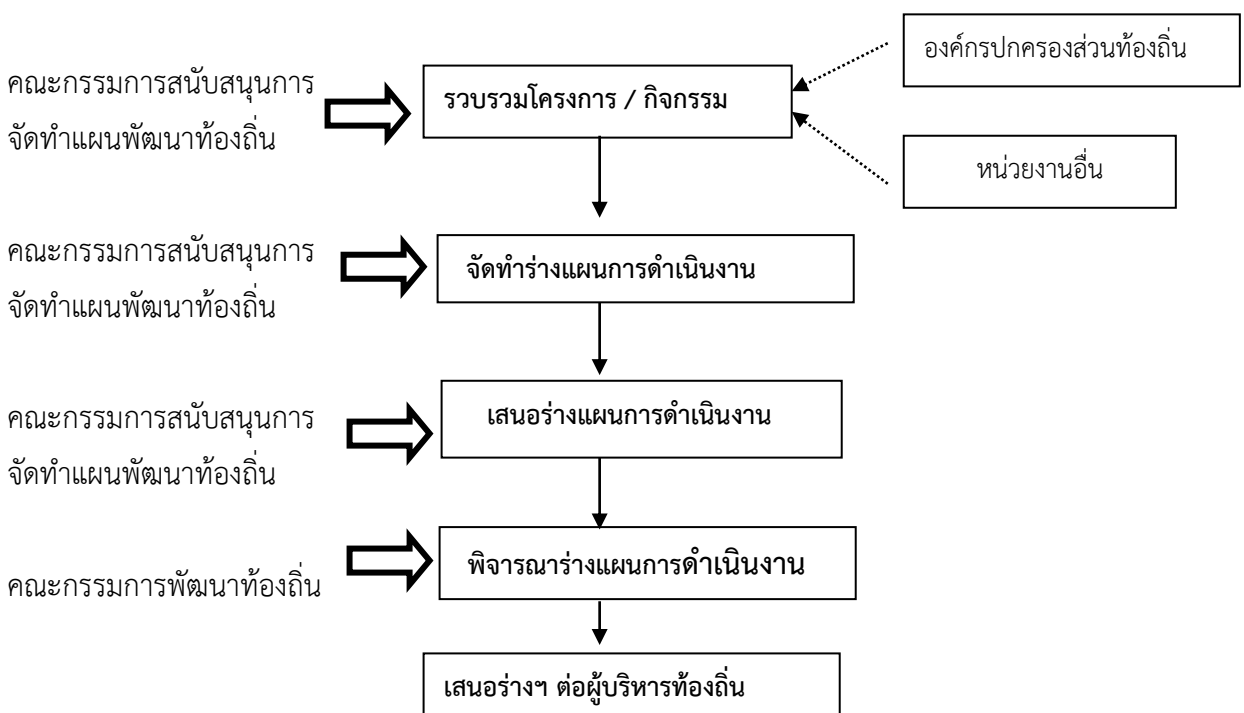 องค์กรปกครองส่วนท้องถิ่น
คณะกรรมการสนับสนุนการ
จัดทำแผนพัฒนาท้องถิ่น
รวบรวมโครงการ / กิจกรรม
หน่วยงานอื่น
คณะกรรมการสนับสนุนการ
จัดทำแผนพัฒนาท้องถิ่น
จัดทำร่างแผนการดำเนินงาน
คณะกรรมการสนับสนุนการ
จัดทำแผนพัฒนาท้องถิ่น
เสนอร่างแผนการดำเนินงาน
คณะกรรมการพัฒนาท้องถิ่น
พิจารณาร่างแผนการดำเนินงาน
เสนอร่างฯ ต่อผู้บริหารท้องถิ่น